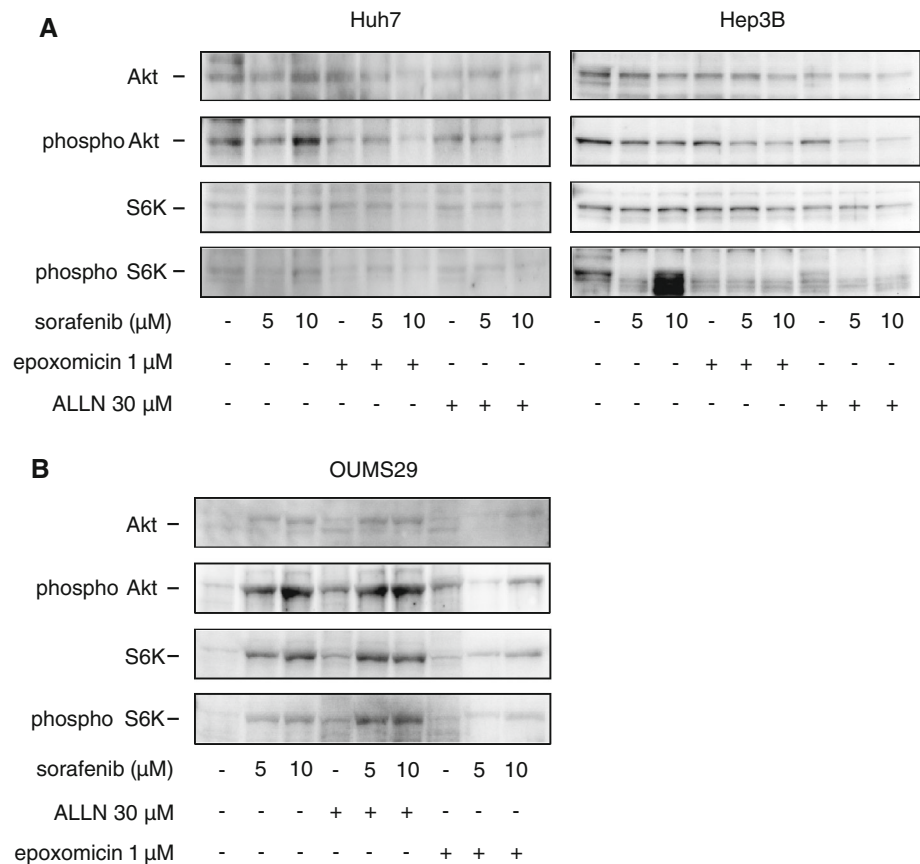 A
Huh7 Hep3B
Akt –
phospho Akt –
S6K –
phospho S6K –
sorafenib (µM) - 5 10 - 5 10 - 5 10 - 5 10 - 5 10 - 5 10
epoxomicin 1 µM - - - + + + - - - - - - + + + - - -
ALLN 30 µM - - - - - - + + + - - - - - - + + +
B
OUMS29
Akt –
phospho Akt –
S6K –
phospho S6K –
sorafenib (µM) - 5 10 - 5 10 - 5 10
ALLN 30 µM - - - + + + - - -
epoxomicin 1 µM - - - - - - + + +